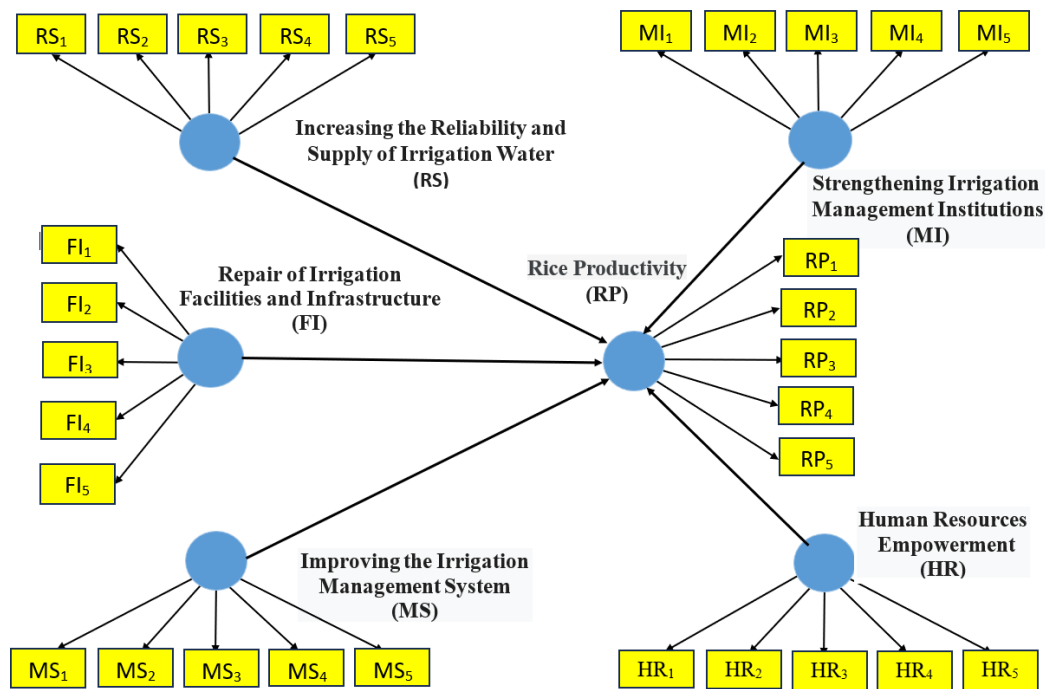 RS₁ RS₂ RS₃ RS₄ RS₅
MI₁ MI₂ MI₃ MI₄ MI₅
Increasing the Reliability and
Supply of Irrigation Water
(RS)
Strengthening Irrigation
Management Institutions
(MI)
FI₁
FI₂
FI₃
FI₄
FI₅
Repair of Irrigation
Facilities and Infrastructure
(FI)
Rice Productivity
(RP)
RP₁
RP₂
RP₃
RP₄
RP₅
Improving the Irrigation
Management System
(MS)
Human Resources
Empowerment
(HR)
MS₁ MS₂ MS₃ MS₄ MS₅
HR₁ HR₂ HR₃ HR₄ HR₅